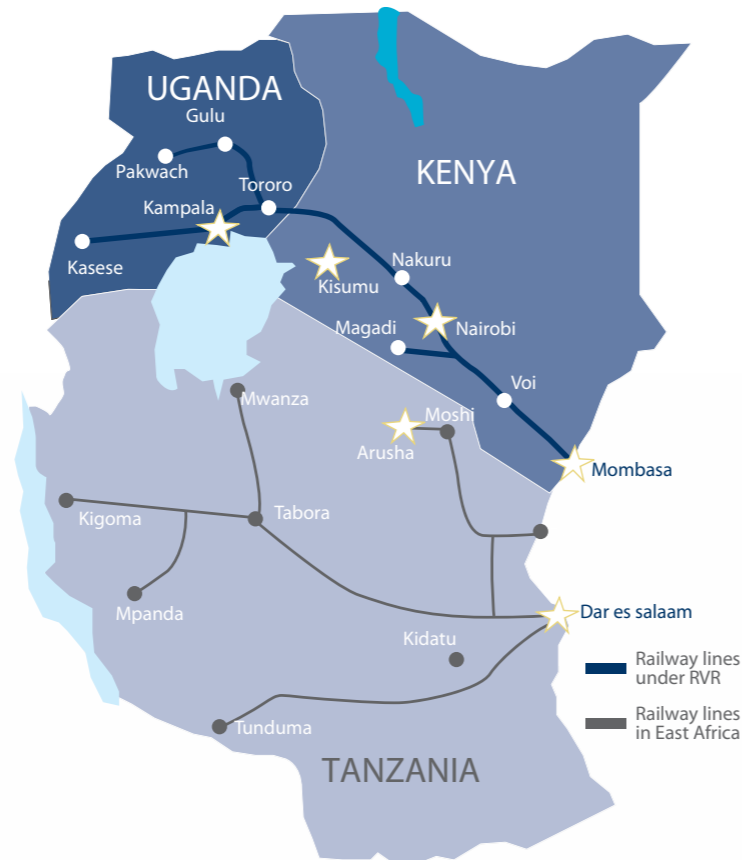 UGANDA
Gulu
Pakwach
Tororo
Kampala
Kasese
KENYA
Nakuru
Kisumu
Magadi
Nairobi
Voi
Mwanza
Moshi
Arusha
Mombasa
Kigoma
Tabora
Mpanda
Dar es salaam
Kidatu
Railway lines
under RVR
Railway lines
in East Africa
Tunduma
TANZANIA